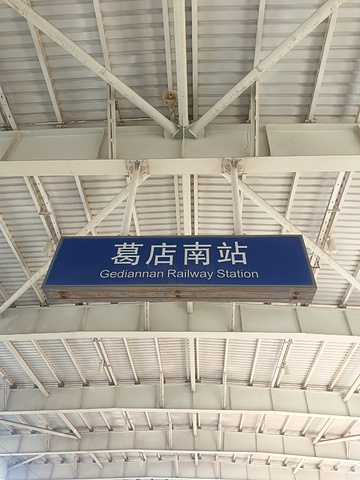 葛店南站
Gediannan Railway Station